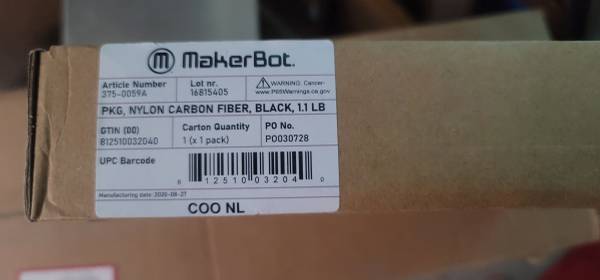 MakerBot.
Article Number
375-0059A
Lot nr.
16815405
WARNING: Cancer-
www.P65Warnings.ca.gov
PKG, NYLON CARBON FIBER, BLACK, 1.1 LB
GTIN (00)
812510032040
Carton Quantity
1 (x 1 pack)
PO No.
PO030728
UPC Barcode
8 12510 03204 0
Manufacturing date: 2020-08-27
COO NL